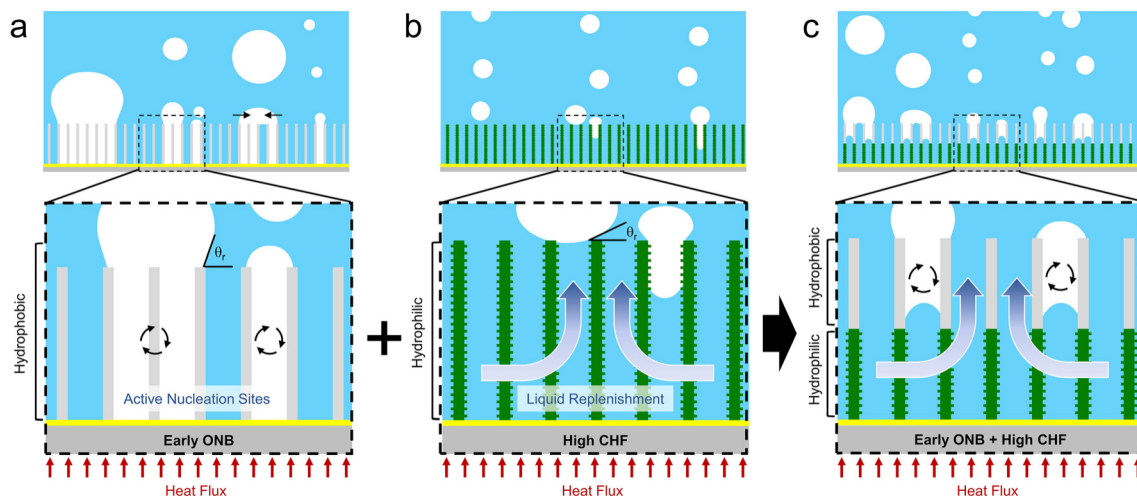 a
θr
Hydrophobic
Active Nucleation Sites
Early ONB
Heat Flux
+
b
θr
Hydrophilic
Liquid Replenishment
High CHF
Heat Flux
c
Hydrophobic
Hydrophilic
Early ONB + High CHF
Heat Flux